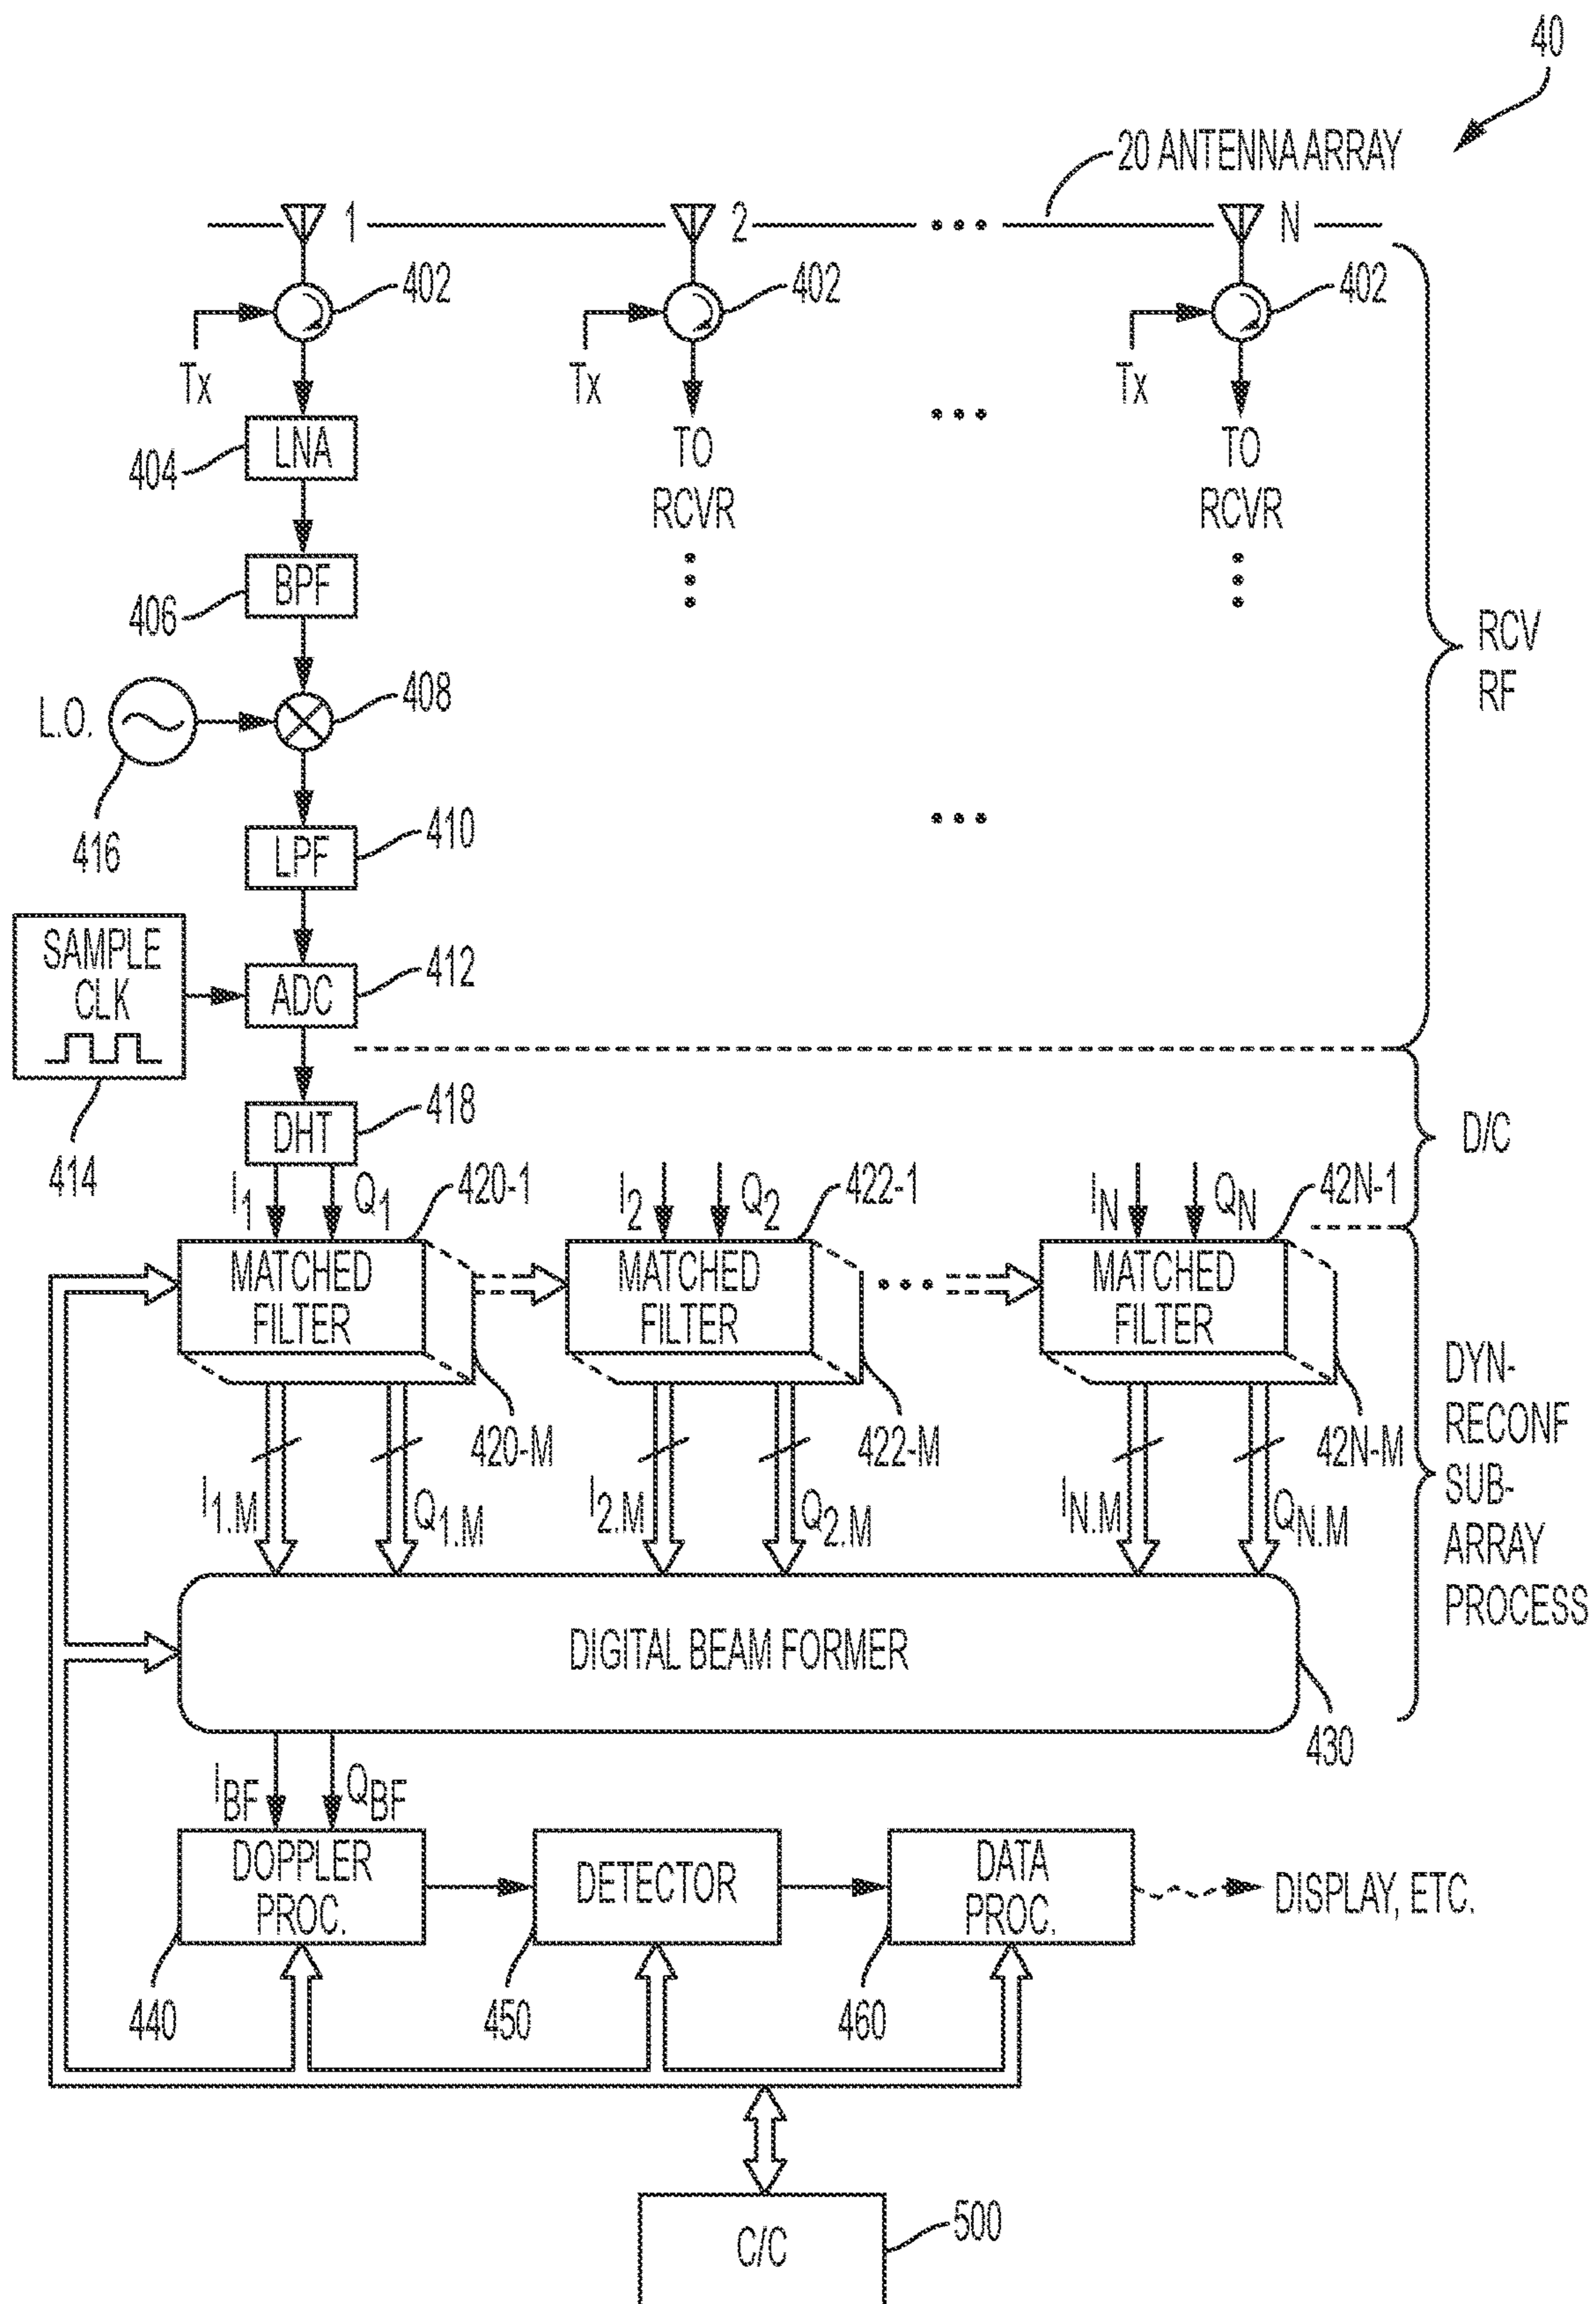 40
20 ANTENNA ARRAY
1
2
N
402
402
402
Tx
Tx
Tx
LNA
404
TO
RCVR
TO
RCVR
BPF
406
RCV
RF
L.O.
408
416
LPF
410
SAMPLE
CLK
ADC
412
414
DHT
418
D/C
I1
Q1
420-1
I2
Q2
422-1
IN
QN
42N-1
MATCHED
FILTER
MATCHED
FILTER
MATCHED
FILTER
420-M
422-M
42N-M
DYN-
RECONF
SUB-
ARRAY
PROCESS
I1.M
Q1.M
I2.M
Q2.M
IN.M
QN.M
DIGITAL BEAM FORMER
430
IBF
QBF
DOPPLER
PROC.
DETECTOR
DATA
PROC.
DISPLAY, ETC.
440
450
460
C/C
500